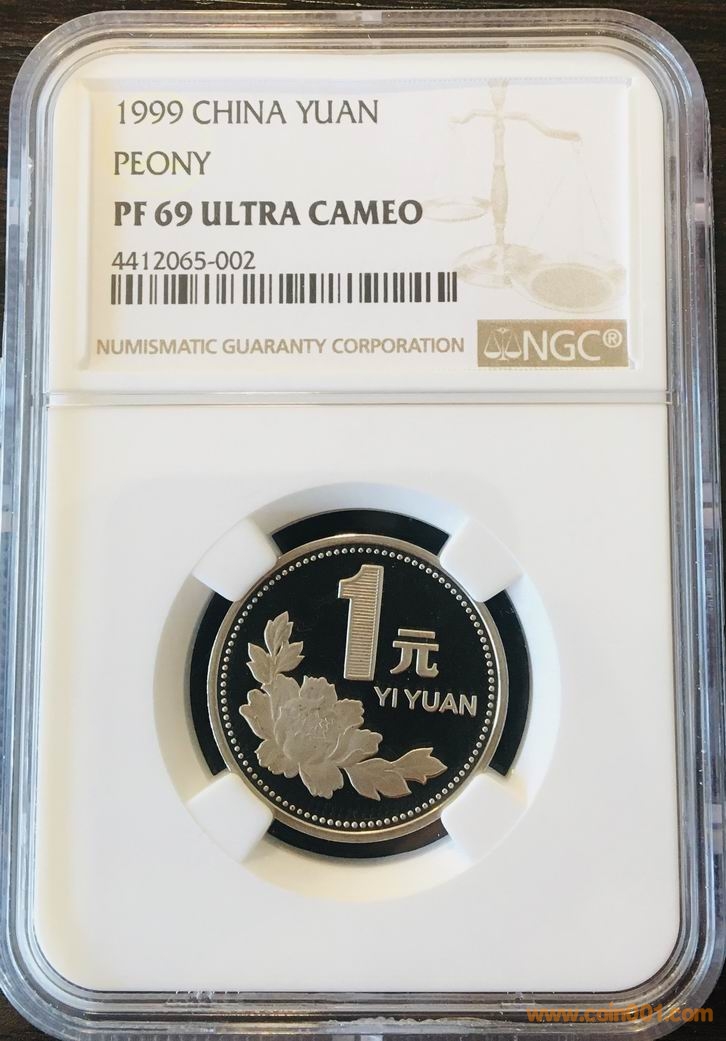 1999 CHINA YUAN
PEONY
PF 69 ULTRA CAMEO
4412065-002
NUMISMATIC GUARANTY CORPORATION
NGC®
1
元
YI YUAN
www.coin001.com